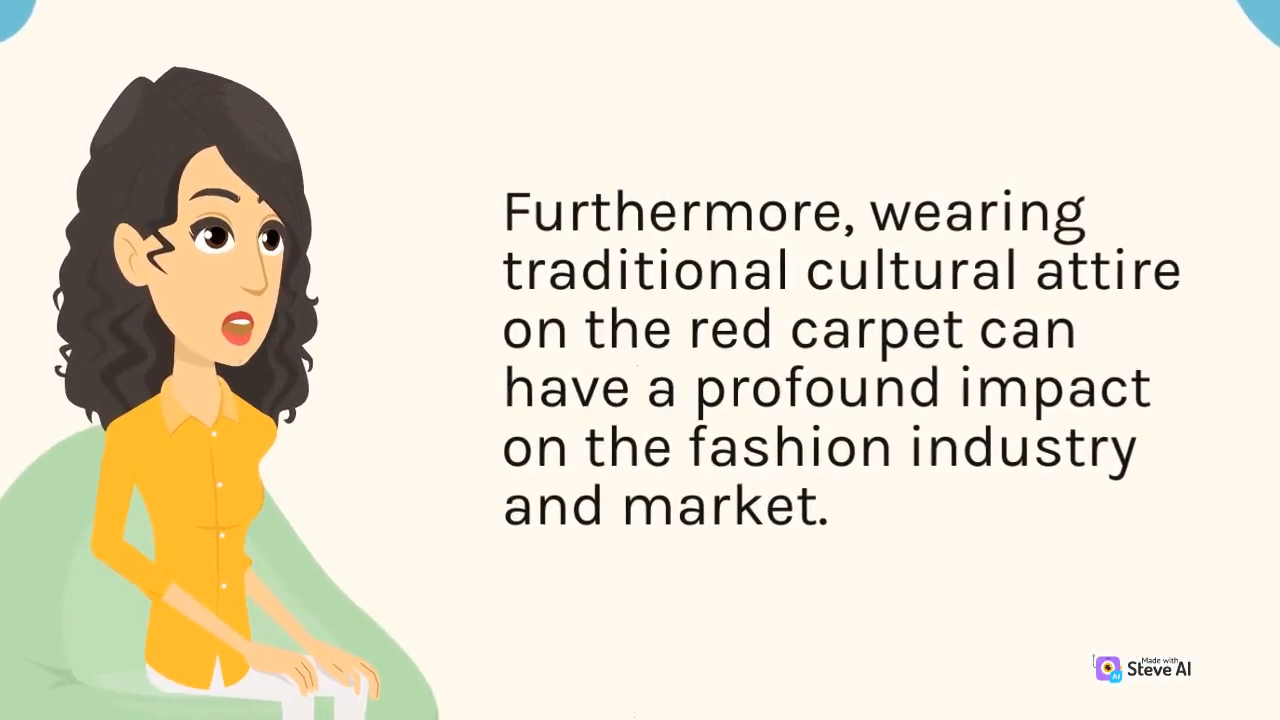 Furthermore, wearing
traditional cultural attire
on the red carpet can
have a profound impact
on the fashion industry
and market.
Made with
Steve AI
AI